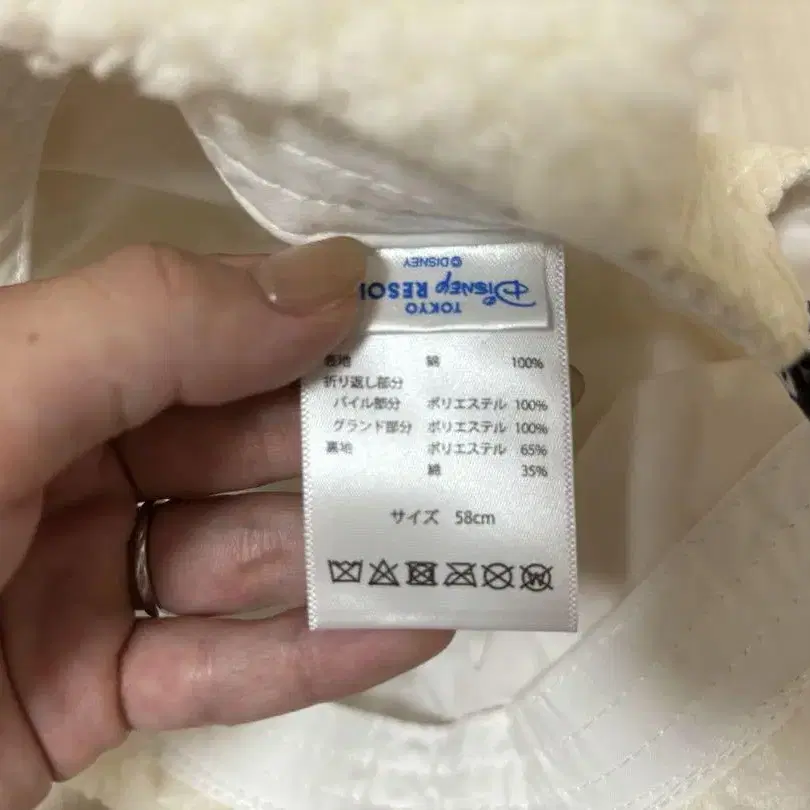 TOKYO
DISNEY RESO
©DISNEY
表地 綿 100%
折り返し部分
パイル部分 ポリエステル 100%
グランド部分 ポリエステル 100%
裏地 ポリエステル 65%
綿 35%
サイズ 58cm
W